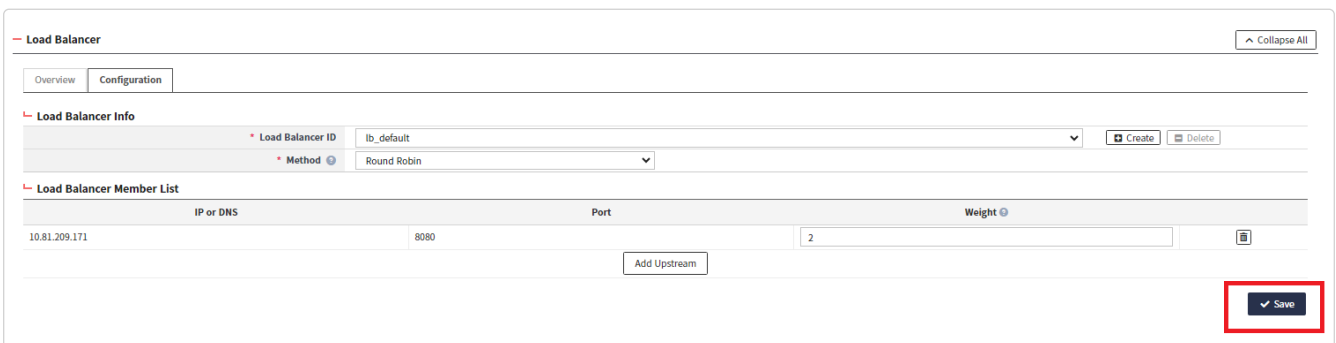 Load Balancer
Collapse All
Overview Configuration
Load Balancer Info
* Load Balancer ID lb_default Create Delete
* Method Round Robin
Load Balancer Member List
IP or DNS Port Weight
10.81.209.171 8080 2
Add Upstream
Save